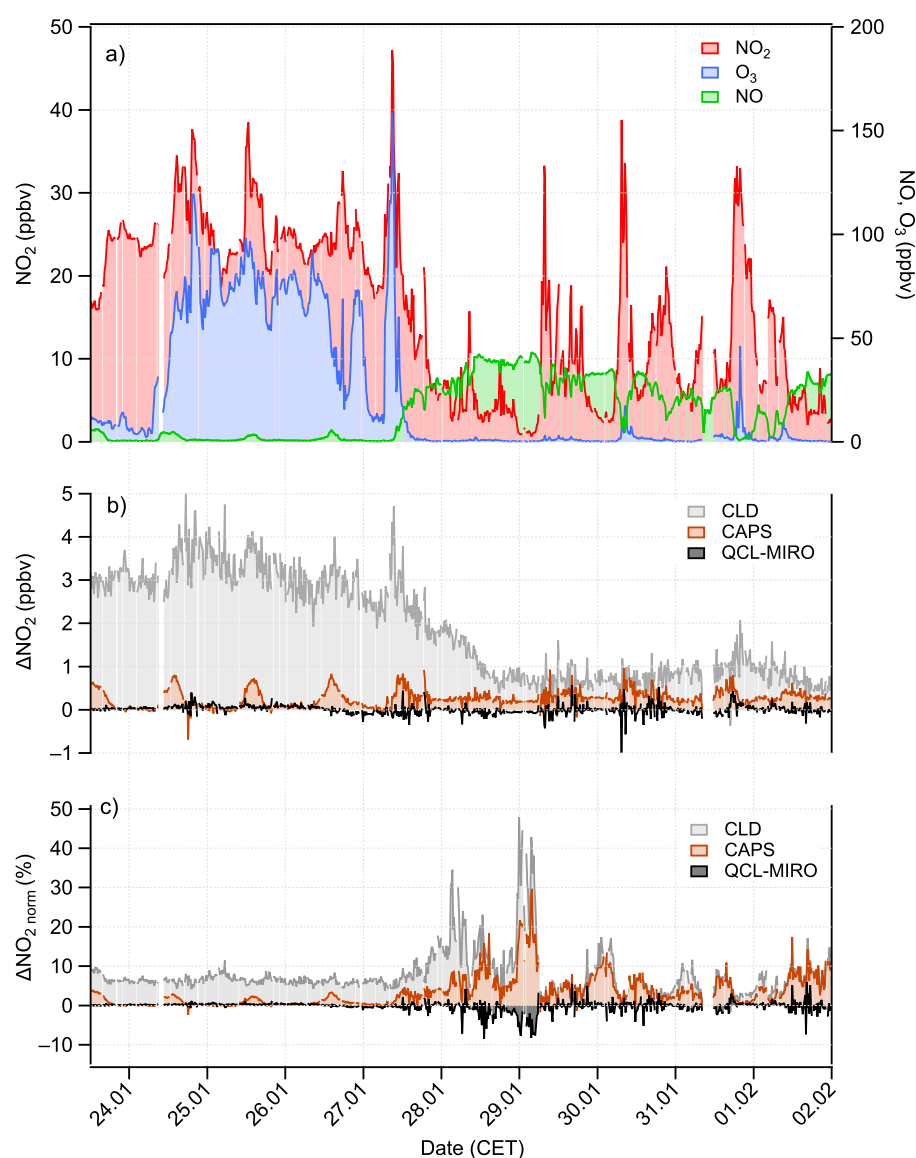 a)
NO₂
O₃
NO
50
40
30
20
10
0
NO₂ (ppbv)
200
150
100
50
0
NO, O₃ (ppbv)
b)
CLD
CAPS
QCL-MIRO
5
4
3
2
1
0
–1
ΔNO₂ (ppbv)
c)
CLD
CAPS
QCL-MIRO
50
40
30
20
10
0
–10
ΔNO₂ norm (%)
24.01
25.01
26.01
27.01
28.01
29.01
30.01
31.01
01.02
02.02
Date (CET)